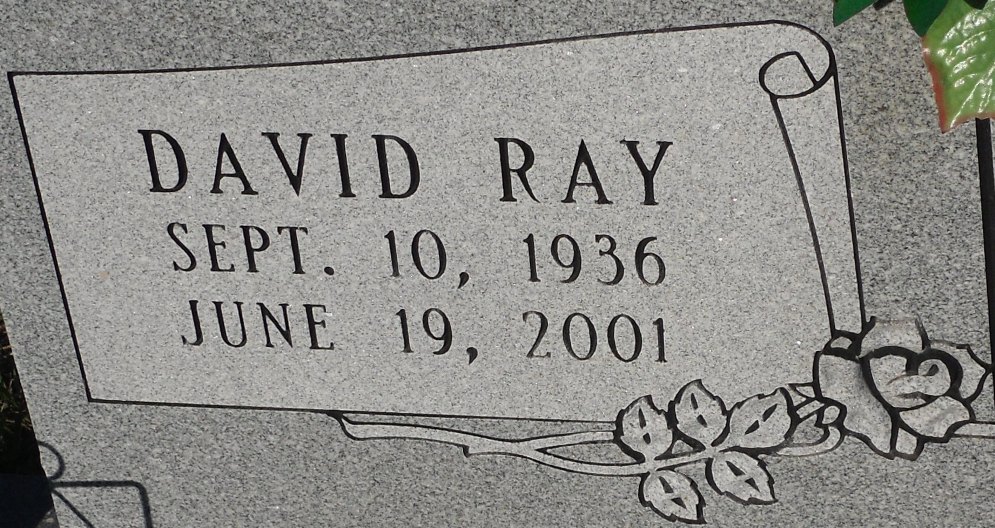 DAVID RAY
SEPT. 10, 1936
JUNE 19, 2001